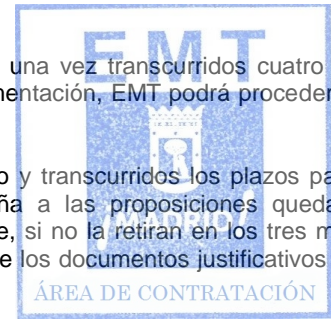 EMT
una vez transcurridos cuatro
mentación, EMT podrá proceder
y transcurridos los plazos pa
ña a las proposiciones queda
e, si no la retiran en los tres m
e los documentos justificativos
¡MADRID!
ÁREA DE CONTRATACIÓN